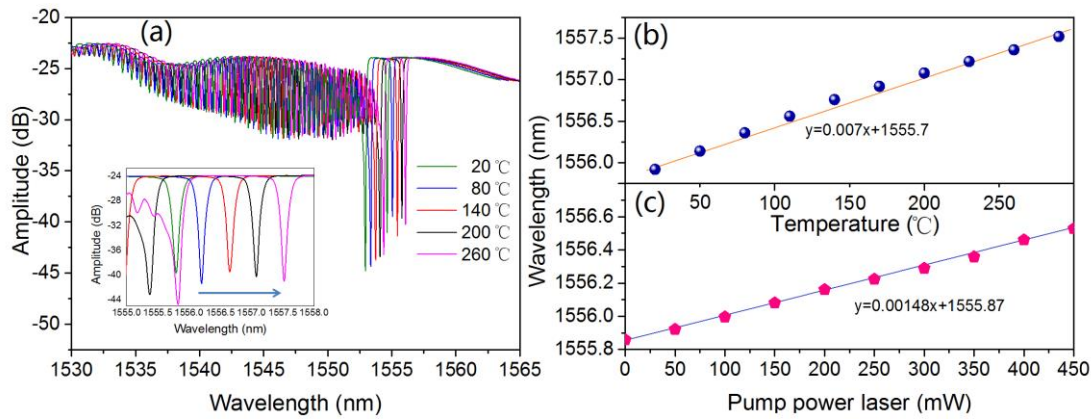 (a)
-20
-25
-30
-35
-40
-45
-50
Amplitude (dB)
1530 1535 1540 1545 1550 1555 1560 1565
Wavelength (nm)
20 ℃
80 ℃
140 ℃
200 ℃
260 ℃
-24
-28
-32
-36
-40
-44
Amplitude (dB)
1555.0 1555.5 1556.0 1556.5 1557.0 1557.5 1558.0
Wavelength (nm)
(b)
1557.5
1557.0
1556.5
1556.0
y=0.007x+1555.7
50 100 150 200 250
Temperature (℃)
Wavelength (nm)
(c)
1556.6
1556.4
1556.2
1556.0
1555.8
y=0.00148x+1555.87
0 50 100 150 200 250 300 350 400 450
Pump power laser (mW)